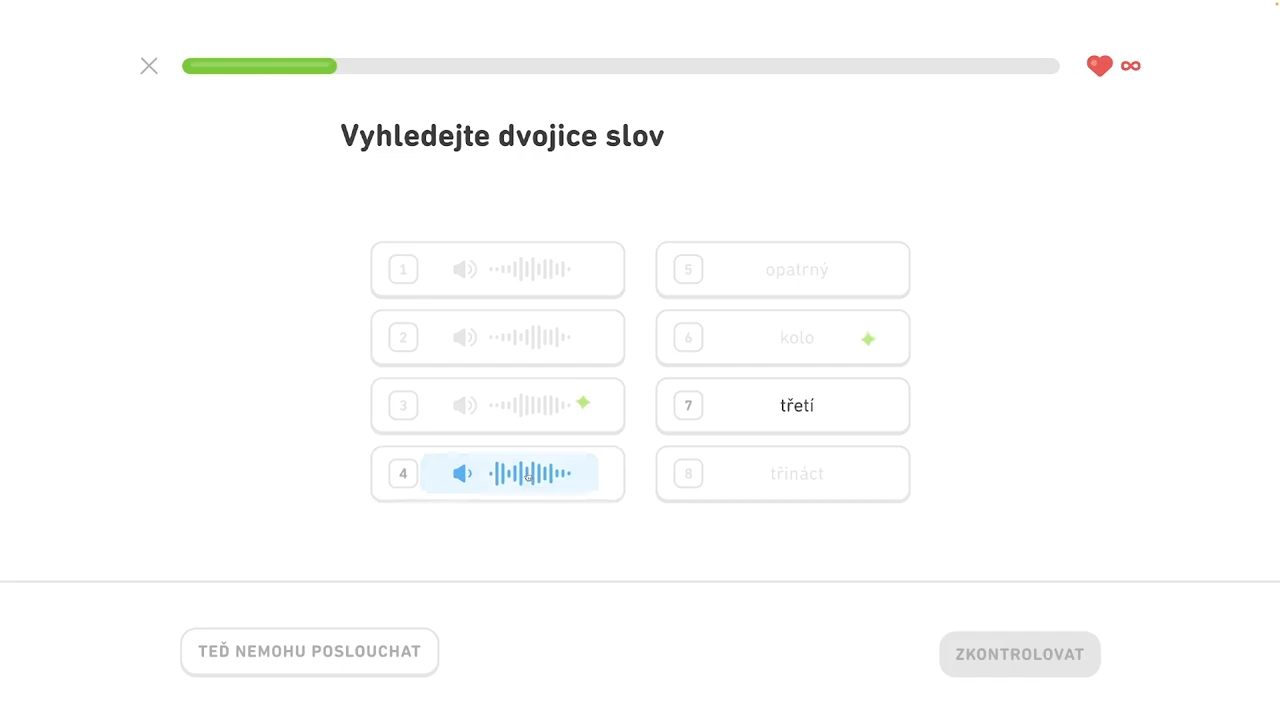 ∞
Vyhledejte dvojice slov
1
5 opatrný
2
6 kolo
3
7 třetí
4
8 třináct
TEĎ NEMOHU POSLOUCHAT
ZKONTROLOVAT